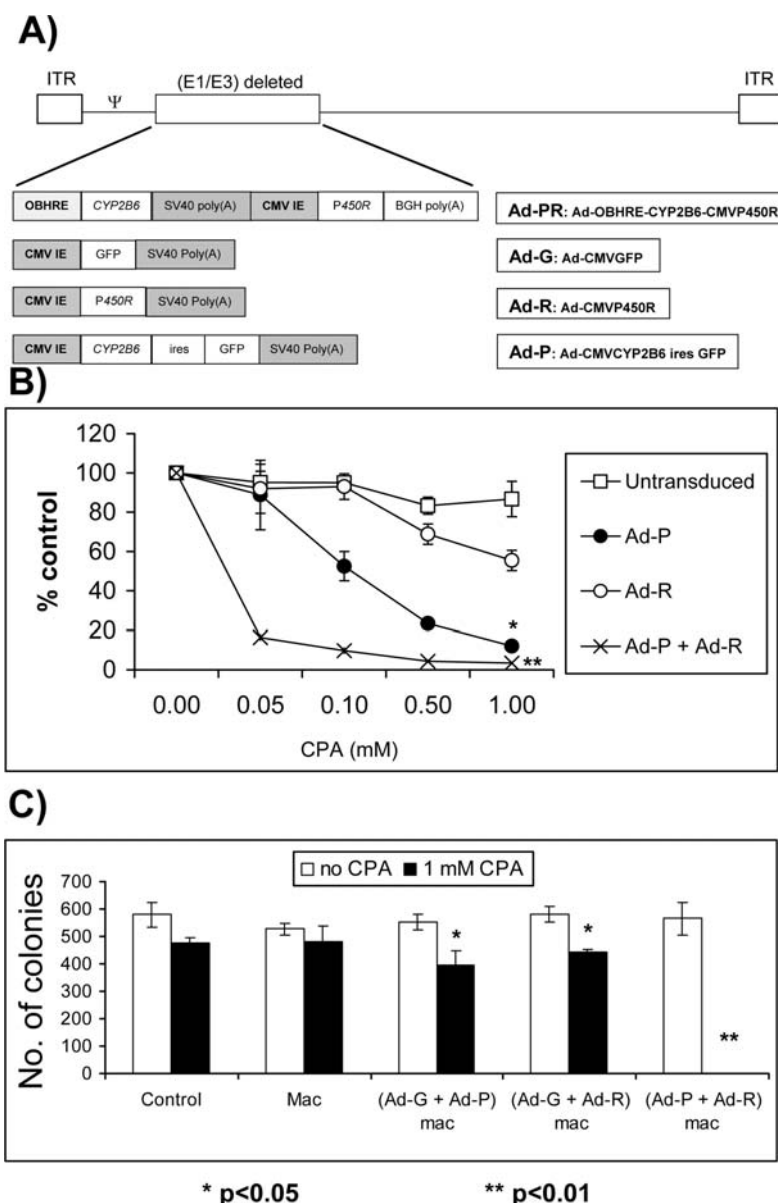 A)
ITR
Ψ
(E1/E3) deleted
ITR
OBHRE CYP2B6 SV40 poly(A) CMV IE P450R BGH poly(A)
Ad-PR: Ad-OBHRE-CYP2B6-CMVP450R
CMV IE GFP SV40 Poly(A)
Ad-G: Ad-CMVGFP
CMV IE P450R SV40 Poly(A)
Ad-R: Ad-CMVP450R
CMV IE CYP2B6 ires GFP SV40 Poly(A)
Ad-P: Ad-CMVCYP2B6 ires GFP
B)
% control
120
100
80
60
40
20
0
*
**
0.00 0.05 0.10 0.50 1.00
CPA (mM)
Untransduced
Ad-P
Ad-R
Ad-P + Ad-R
C)
no CPA 1 mM CPA
No. of colonies
700
600
500
400
300
200
100
0
*
*
**
Control Mac (Ad-G + Ad-P) (Ad-G + Ad-R) (Ad-P + Ad-R)
mac mac mac
* p<0.05 ** p<0.01